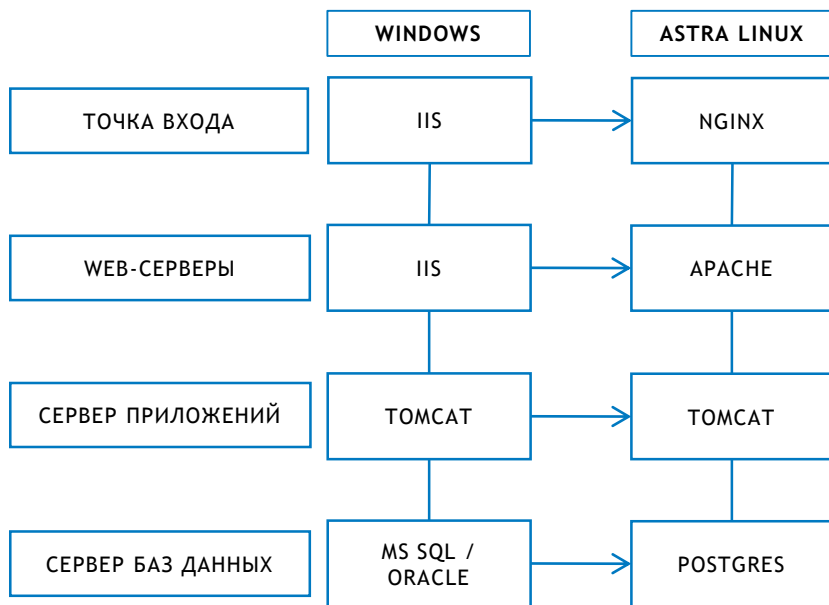 WINDOWS
ASTRA LINUX
ТОЧКА ВХОДА
IIS
NGINX
WEB-СЕРВЕРЫ
IIS
APACHE
СЕРВЕР ПРИЛОЖЕНИЙ
TOMCAT
TOMCAT
СЕРВЕР БАЗ ДАННЫХ
MS SQL /
ORACLE
POSTGRES